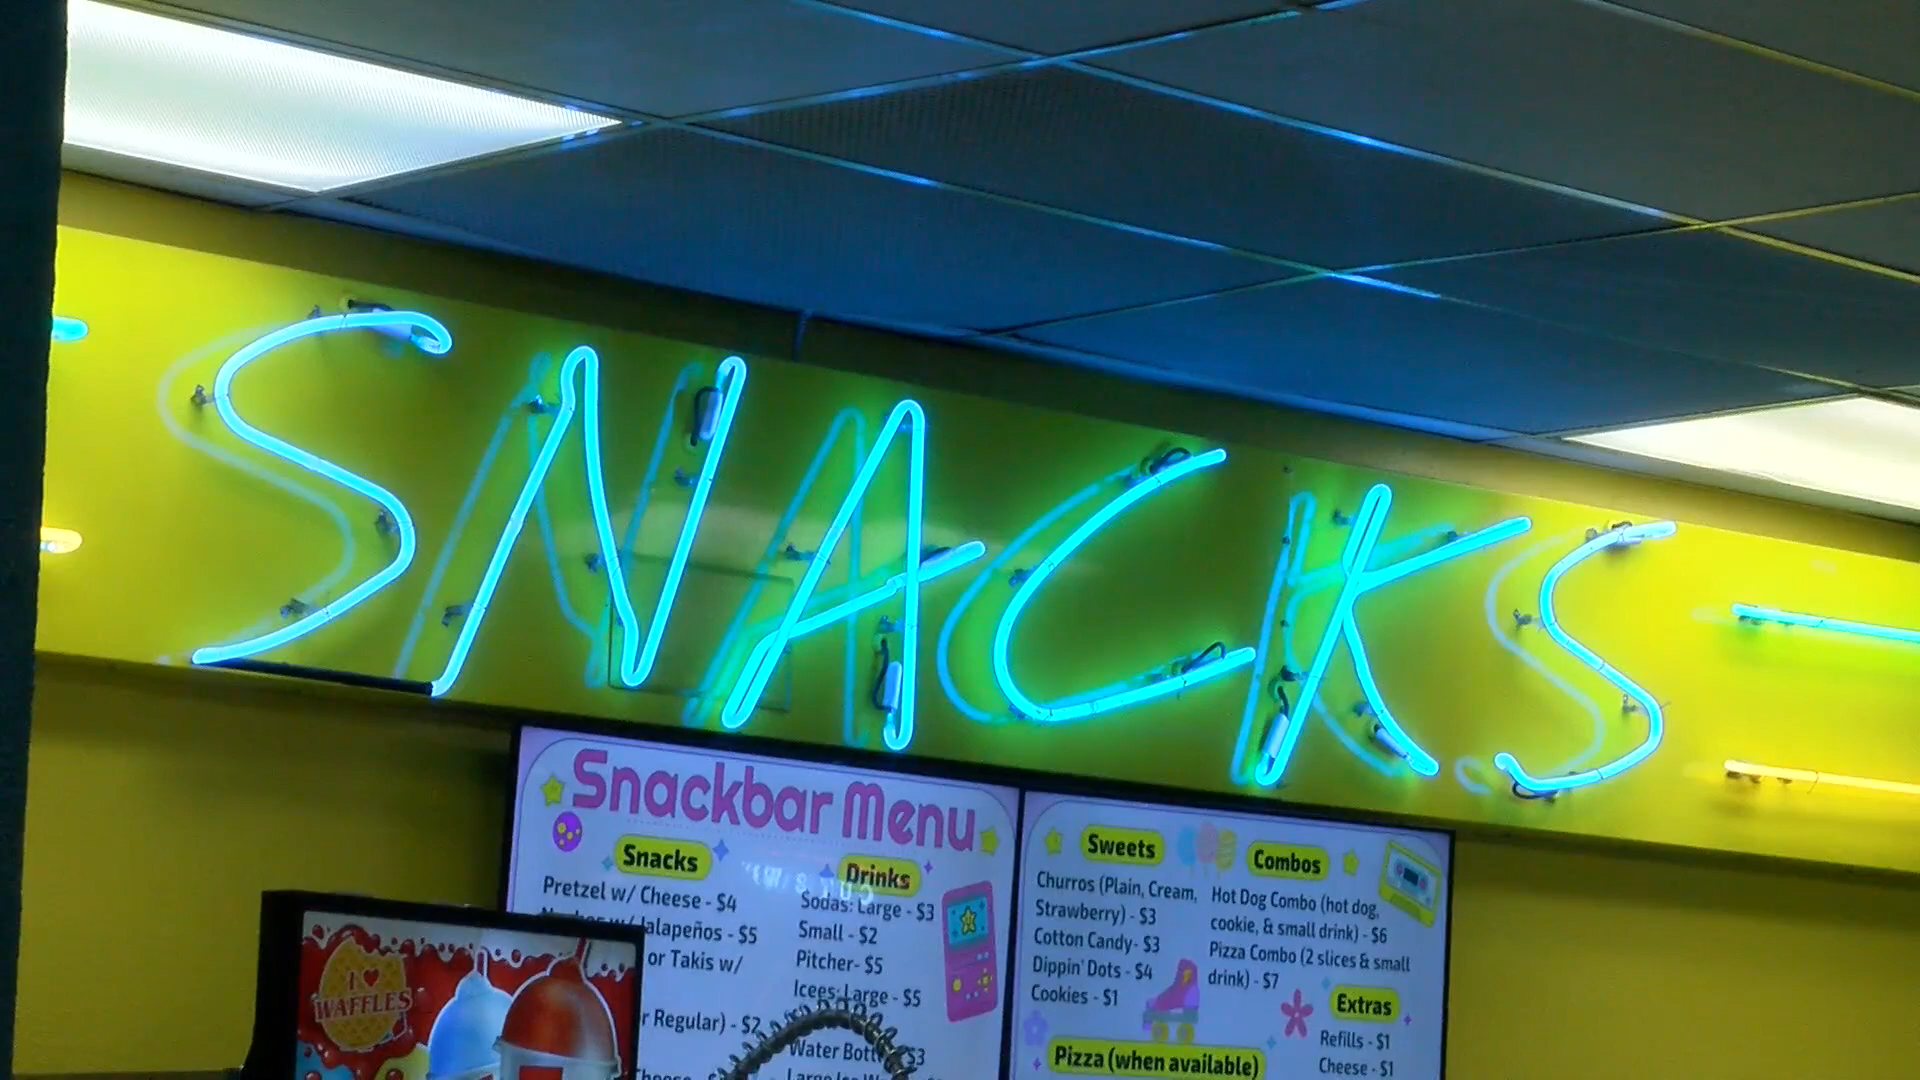 SNACKS
Snackbar Menu
Snacks
Pretzel w/ Cheese - $4
w/ Jalapeños - $5
or Takis w/
r Regular) - $2
Drinks
Sodas: Large - $3
Small - $2
Pitcher- $5
Icees: Large - $5
Water $3
Large
Sweets
Churros (Plain, Cream,
Strawberry) - $3
Cotton Candy- $3
Dippin' Dots - $4
Cookies - $1
Pizza (when available)
Combos
Hot Dog Combo (hot dog,
cookie, & small drink) - $6
Pizza Combo (2 slices & small
drink) - $7
Extras
Refills - $1
Cheese - $1
I ♥
WAFFLES